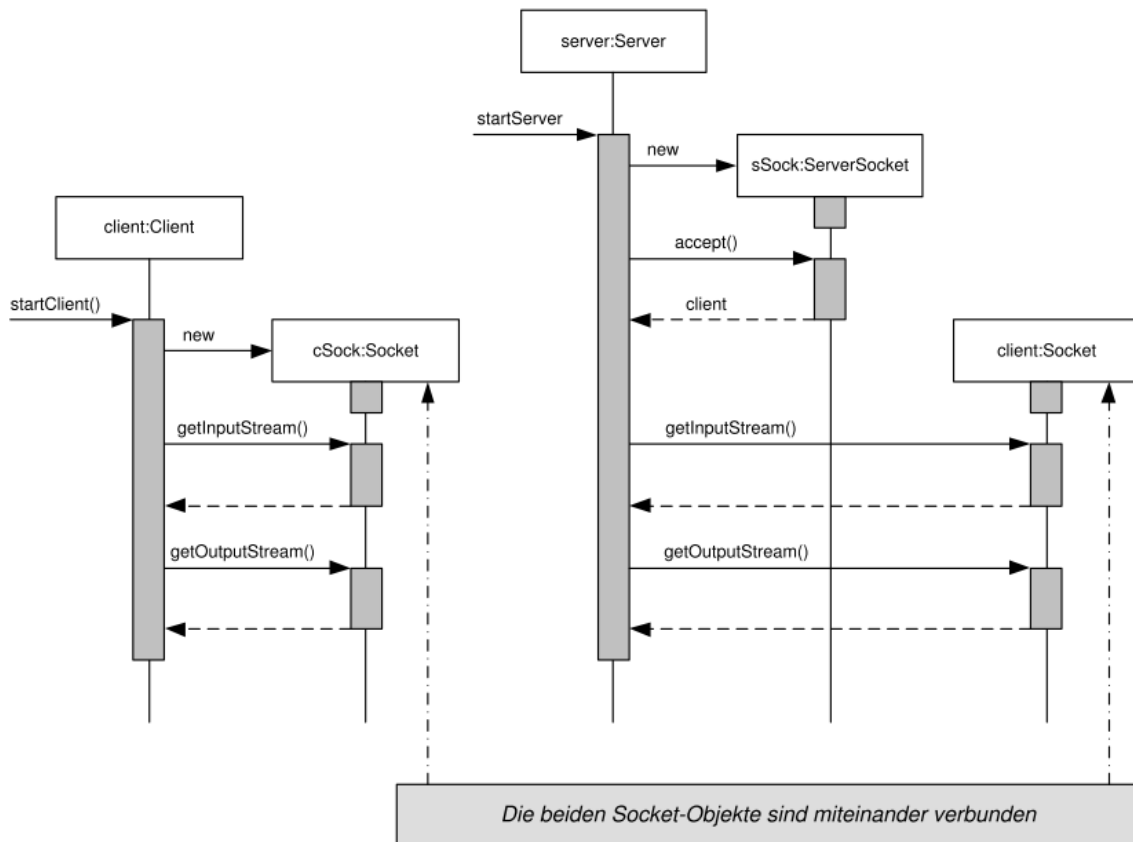 server:Server
startServer
new
sSock:ServerSocket
client:Client
accept()
startClient()
client
new
cSock:Socket
client:Socket
getInputStream()
getInputStream()
getOutputStream()
getOutputStream()
Die beiden Socket-Objekte sind miteinander verbunden